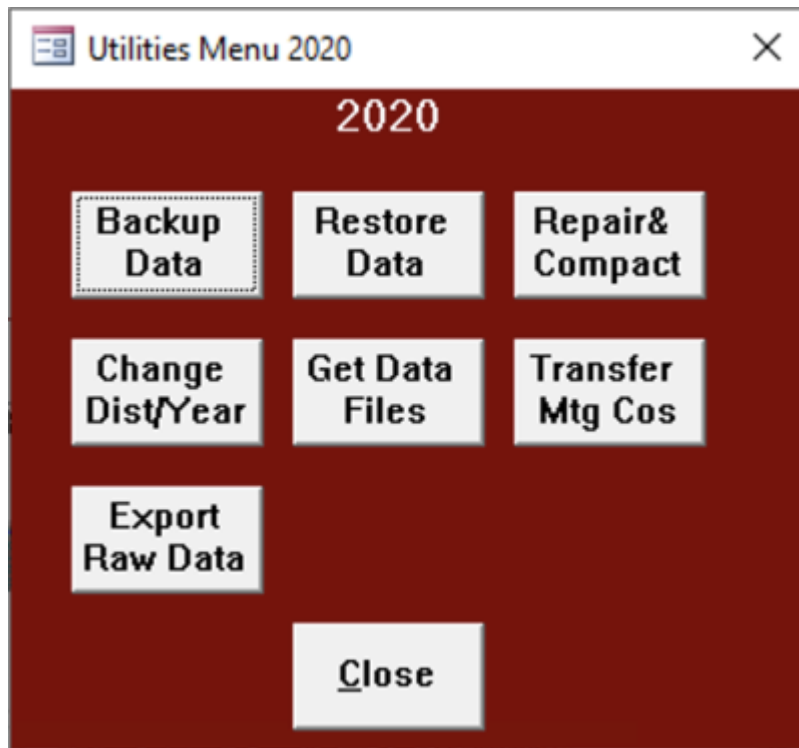 Utilities Menu 2020
2020
Backup
Data
Restore
Data
Repair&
Compact
Change
Dist/Year
Get Data
Files
Transfer
Mtg Cos
Export
Raw Data
Close